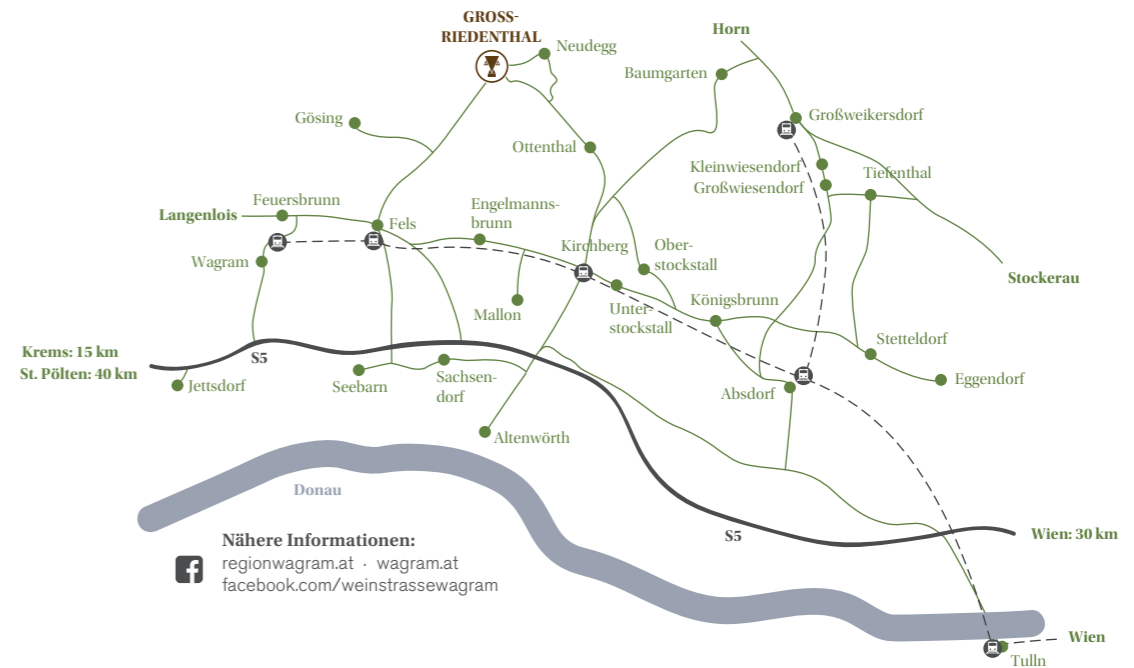 GROSS-
RIEDENTHAL
Neudegg
Horn
Baumgarten
Gösing
Großweikersdorf
Ottenthal
Kleinwiesendorf
Großwiesendorf
Tiefenthal
Feuersbrunn
Langenlois
Fels
Engelmanns-
brunn
Kirchberg
Ober-
stockstall
Wagram
Stockerau
Mallon
Unter-
stockstall
Königsbrunn
Stetteldorf
Krems: 15 km
St. Pölten: 40 km
S5
Jettsdorf
Seebarn
Sachsen-
dorf
Absdorf
Eggendorf
Altenwörth
Donau
S5
Wien: 30 km
Nähere Informationen:
regionwagram.at · wagram.at
facebook.com/weinstrassewagram
Wien
Tulln